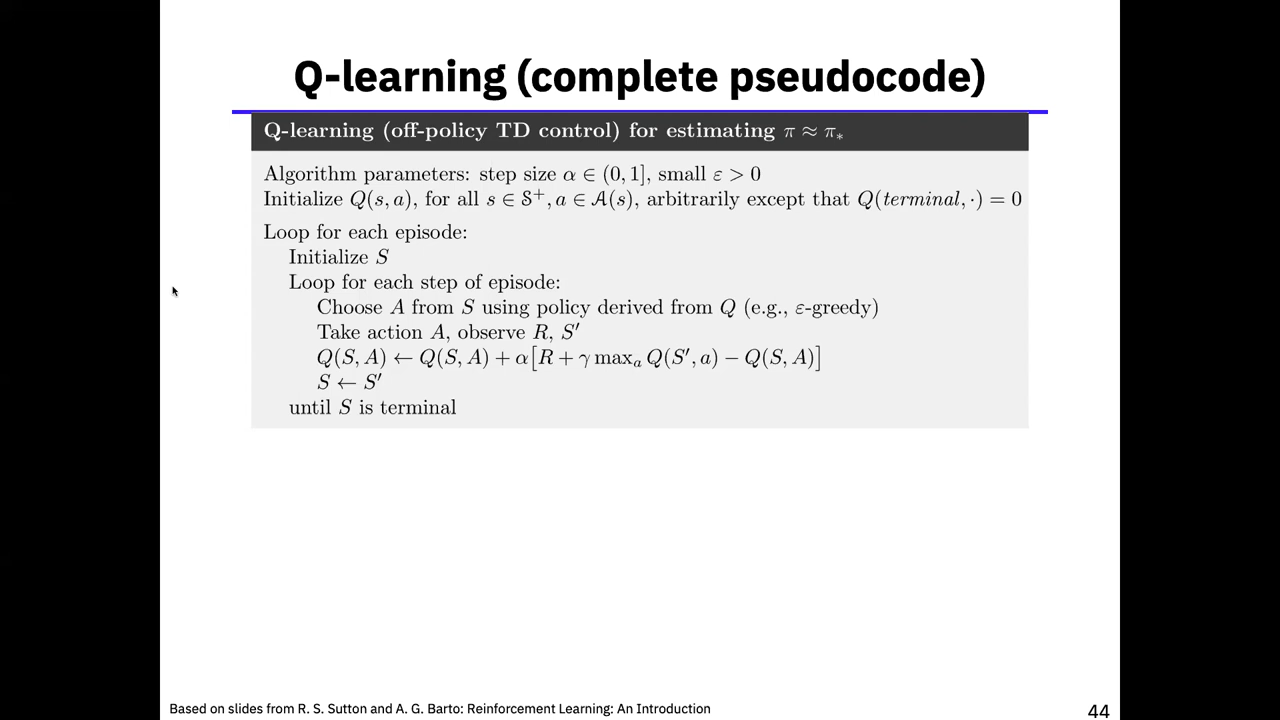 Q-learning (complete pseudocode)
Q-learning (off-policy TD control) for estimating π ≈ π*
Algorithm parameters: step size α ∈ (0, 1], small ε > 0
Initialize Q(s, a), for all s ∈ 𝒮⁺, a ∈ 𝒜(s), arbitrarily except that Q(terminal, ·) = 0
Loop for each episode:
Initialize S
Loop for each step of episode:
Choose A from S using policy derived from Q (e.g., ε-greedy)
Take action A, observe R, S′
Q(S, A) ← Q(S, A) + α[R + γ maxₐ Q(S′, a) − Q(S, A)]
S ← S′
until S is terminal
Based on slides from R. S. Sutton and A. G. Barto: Reinforcement Learning: An Introduction
44